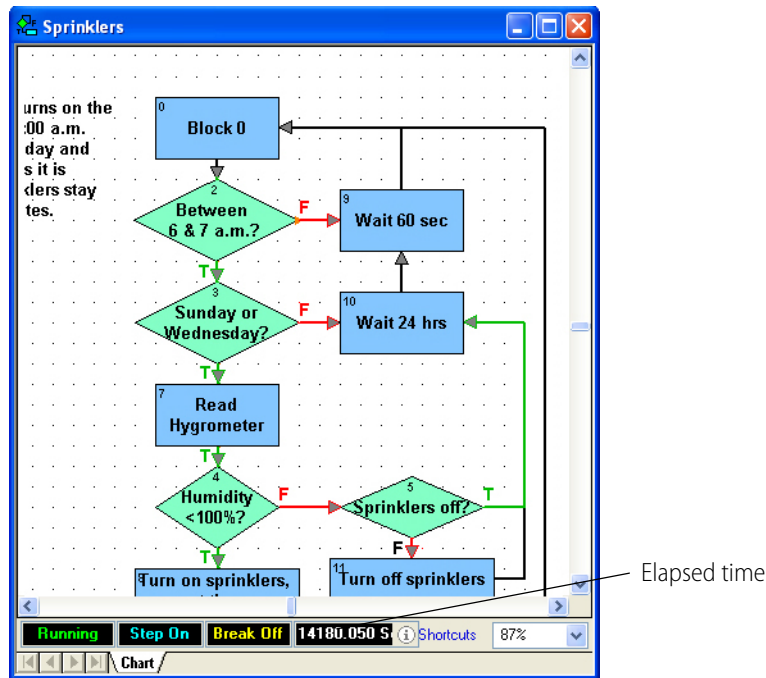 Sprinklers
urns on the
:00 a.m.
day and
s it is
klers stay
tes.
0
Block 0
2
Between
6 & 7 a.m.?
F
T
9
Wait 60 sec
3
Sunday or
Wednesday?
F
T
10
Wait 24 hrs
7
Read
Hygrometer
T
4
Humidity
<100%?
F
T
5
Sprinklers off?
T
F
Turn on sprinklers,
11
Turn off sprinklers
Elapsed time
Running
Step On
Break Off
14180.050 S
Shortcuts
87%
Chart